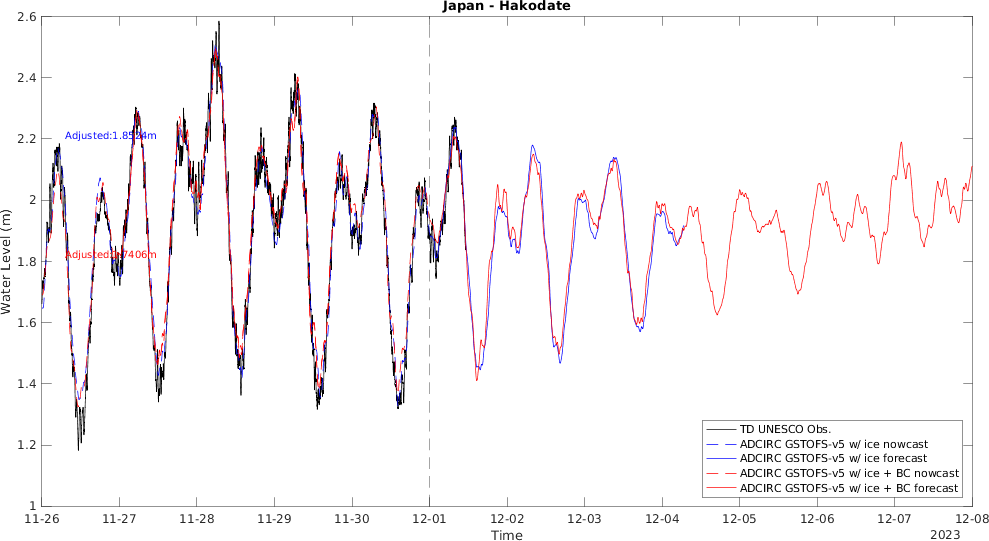 Japan - Hakodate
2.6
2.4
2.2
2
1.8
1.6
1.4
1.2
1
Water Level (m)
Adjusted:1.8524m
TD UNESCO Obs.
ADCIRC GSTOFS-v5 w/ ice nowcast
ADCIRC GSTOFS-v5 w/ ice forecast
ADCIRC GSTOFS-v5 w/ ice + BC nowcast
ADCIRC GSTOFS-v5 w/ ice + BC forecast
11-26 11-27 11-28 11-29 11-30 12-01 12-02 12-03 12-04 12-05 12-06 12-07 12-08
Time
2023